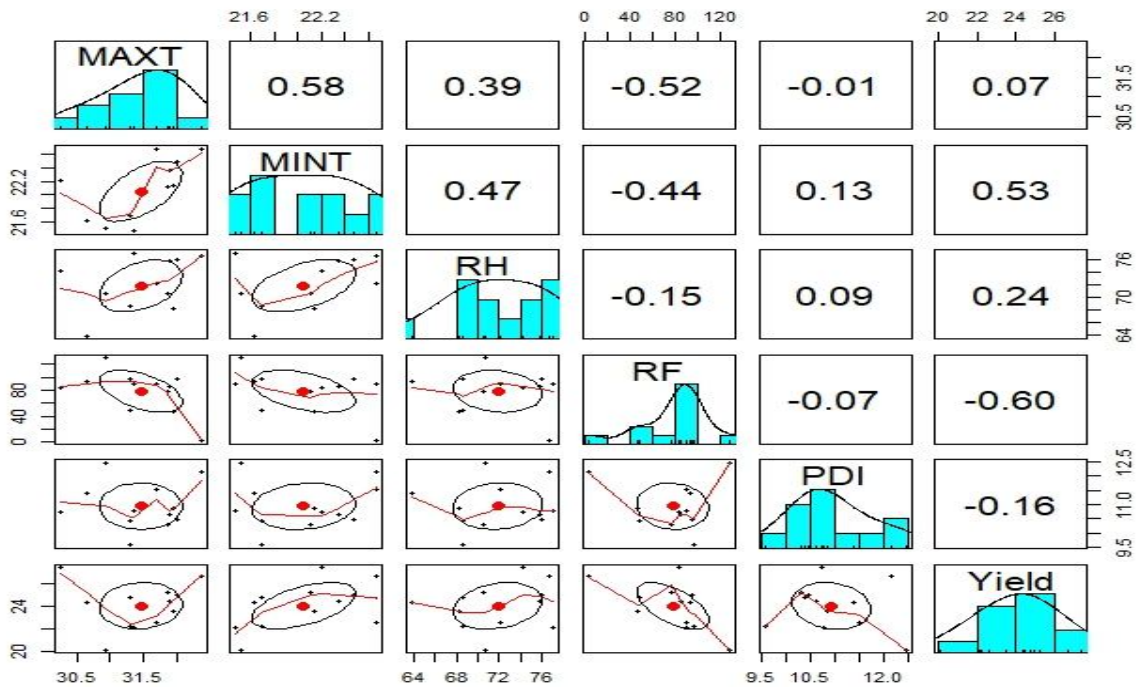 21.6 22.2 0 40 80 120 20 22 24 26
MAXT 0.58 0.39 -0.52 -0.01 0.07 30.5 31.5
21.6 22.2 MINT 0.47 -0.44 0.13 0.53
RH -0.15 0.09 0.24 64 70 76
0 40 80 RF -0.07 -0.60
PDI -0.16 9.5 11.0 12.5
20 24 Yield
30.5 31.5 64 68 72 76 9.5 10.5 12.0